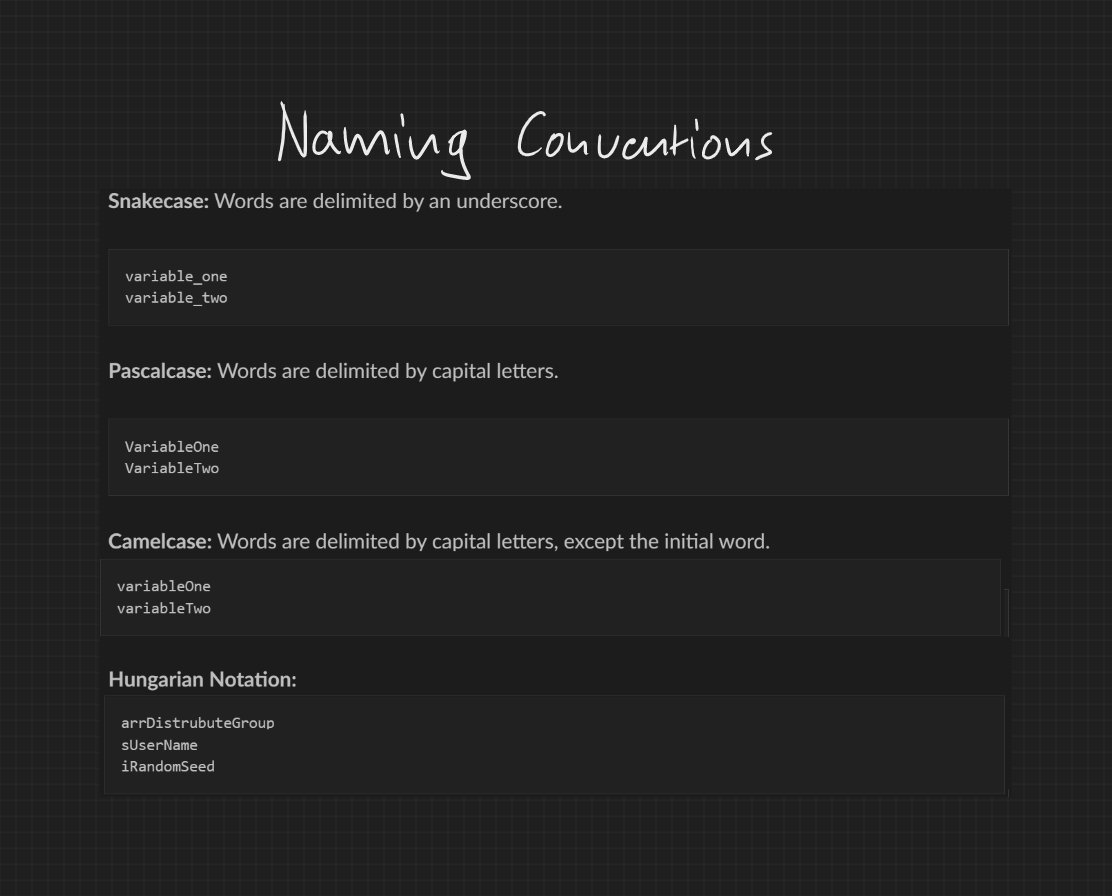 Naming Conventions
Snakecase: Words are delimited by an underscore.
variable_one
variable_two
Pascalcase: Words are delimited by capital letters.
VariableOne
VariableTwo
Camelcase: Words are delimited by capital letters, except the initial word.
variableOne
variableTwo
Hungarian Notation:
arrDistrubuteGroup
sUserName
iRandomSeed